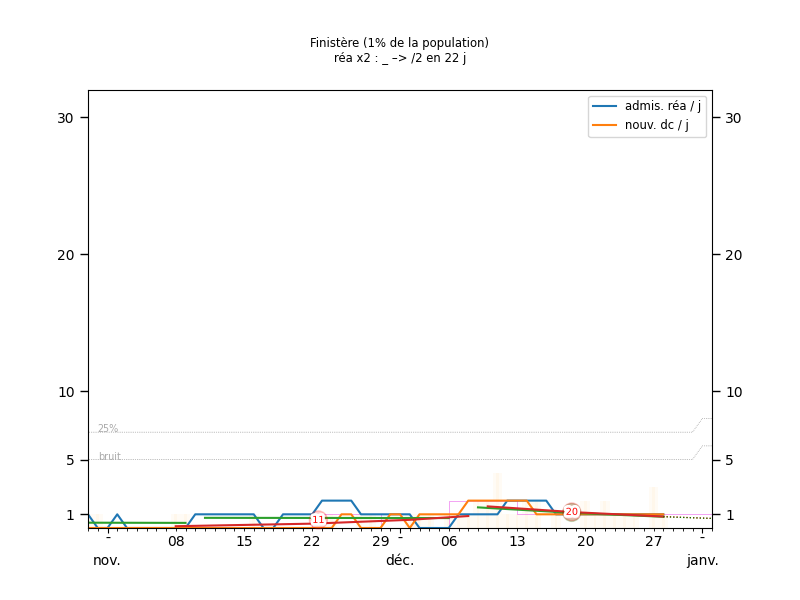 Finistère (1% de la population)
réa x2 : _ –> /2 en 22 j
admis. réa / j
nouv. dc / j
30
30
20
20
10
10
25%
5
bruit
5
1
11
20
1
- 08 15 22 29 - 06 13 20 27 -
nov. déc. janv.